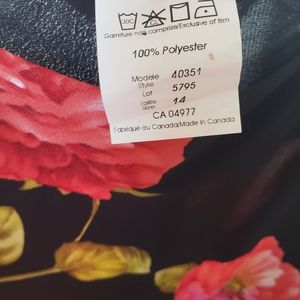 30C
Garniture non comprise/Exclusive of trim
100% Polyester
Modèle 40351
Style 5795
Lot
Taille 14
Size
CA 04977
Fabriqué au Canada/Made in Canada